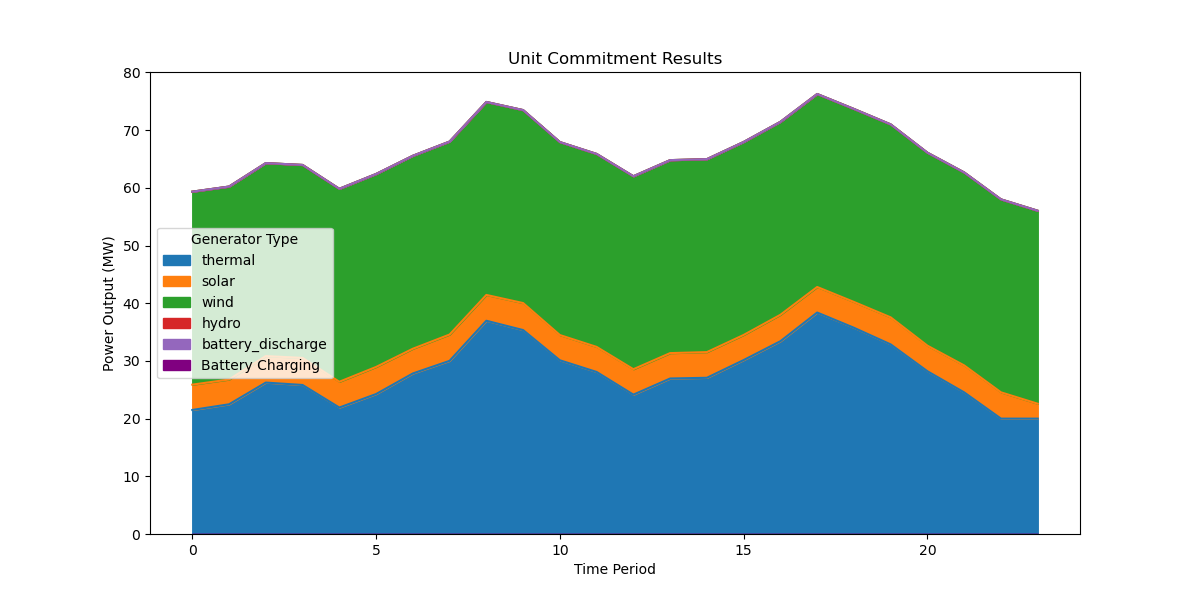 Unit Commitment Results
80
70
60
50
40
30
20
10
0
Power Output (MW)
Generator Type
thermal
solar
wind
hydro
battery_discharge
Battery Charging
0 5 10 15 20
Time Period